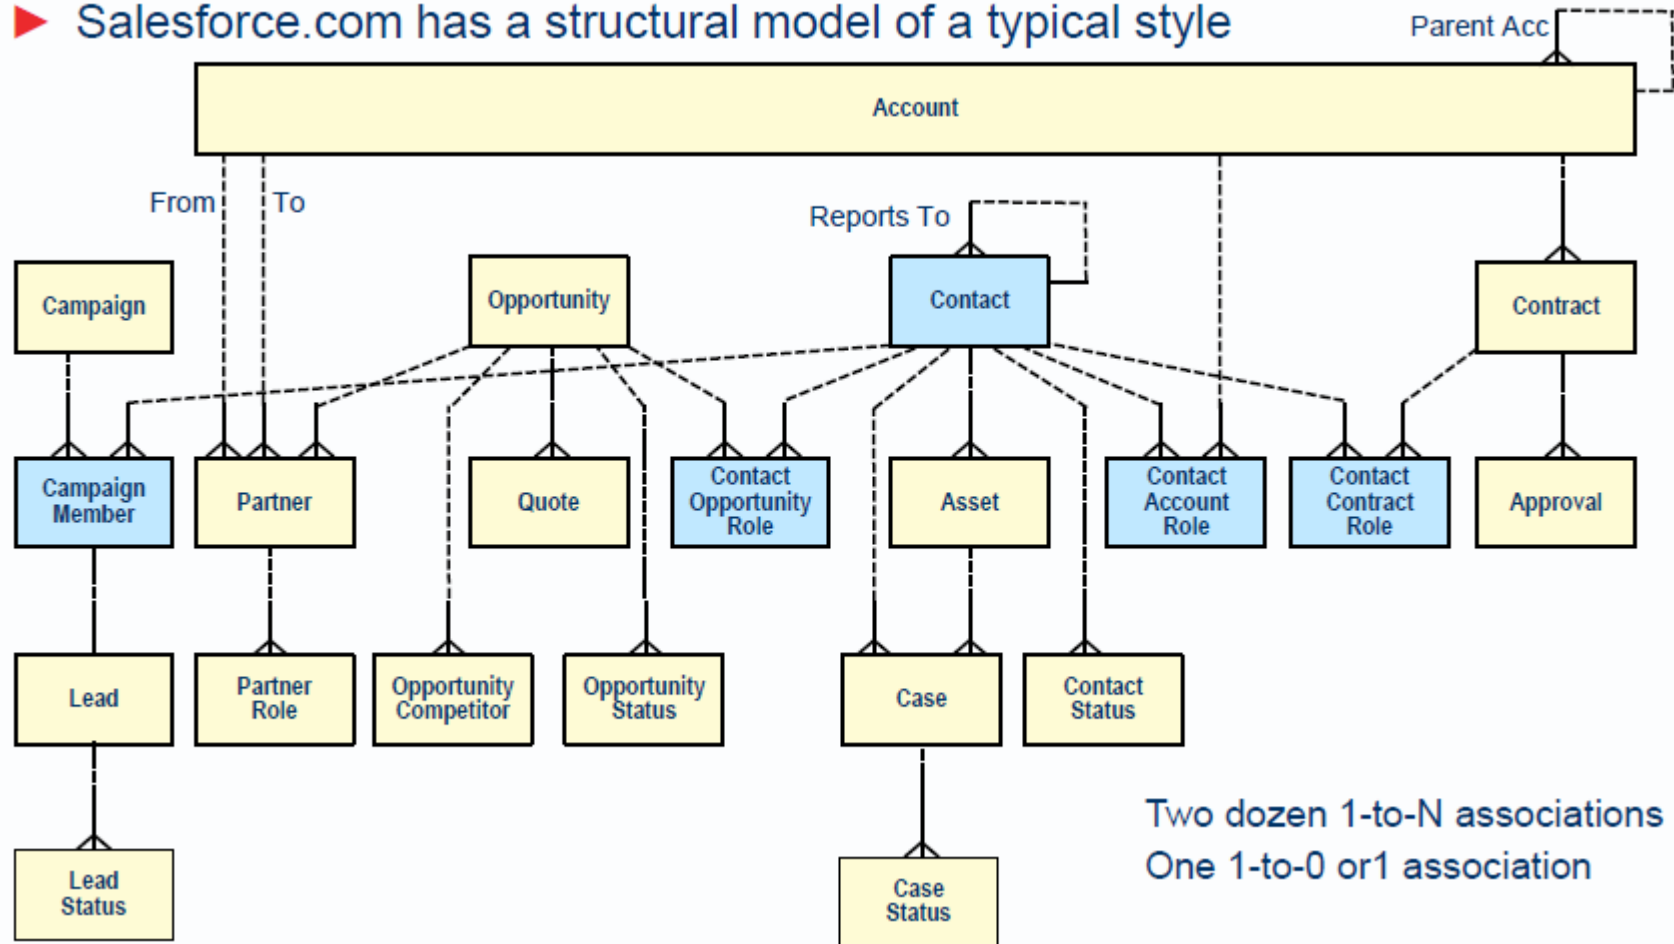 Salesforce.com has a structural model of a typical style
Parent Acc
Account
From
To
Reports To
Campaign
Opportunity
Contact
Contract
Campaign
Member
Partner
Quote
Contact
Opportunity
Role
Asset
Contact
Account
Role
Contact
Contract
Role
Approval
Lead
Partner
Role
Opportunity
Competitor
Opportunity
Status
Case
Contact
Status
Two dozen 1-to-N associations
One 1-to-0 or1 association
Lead
Status
Case
Status